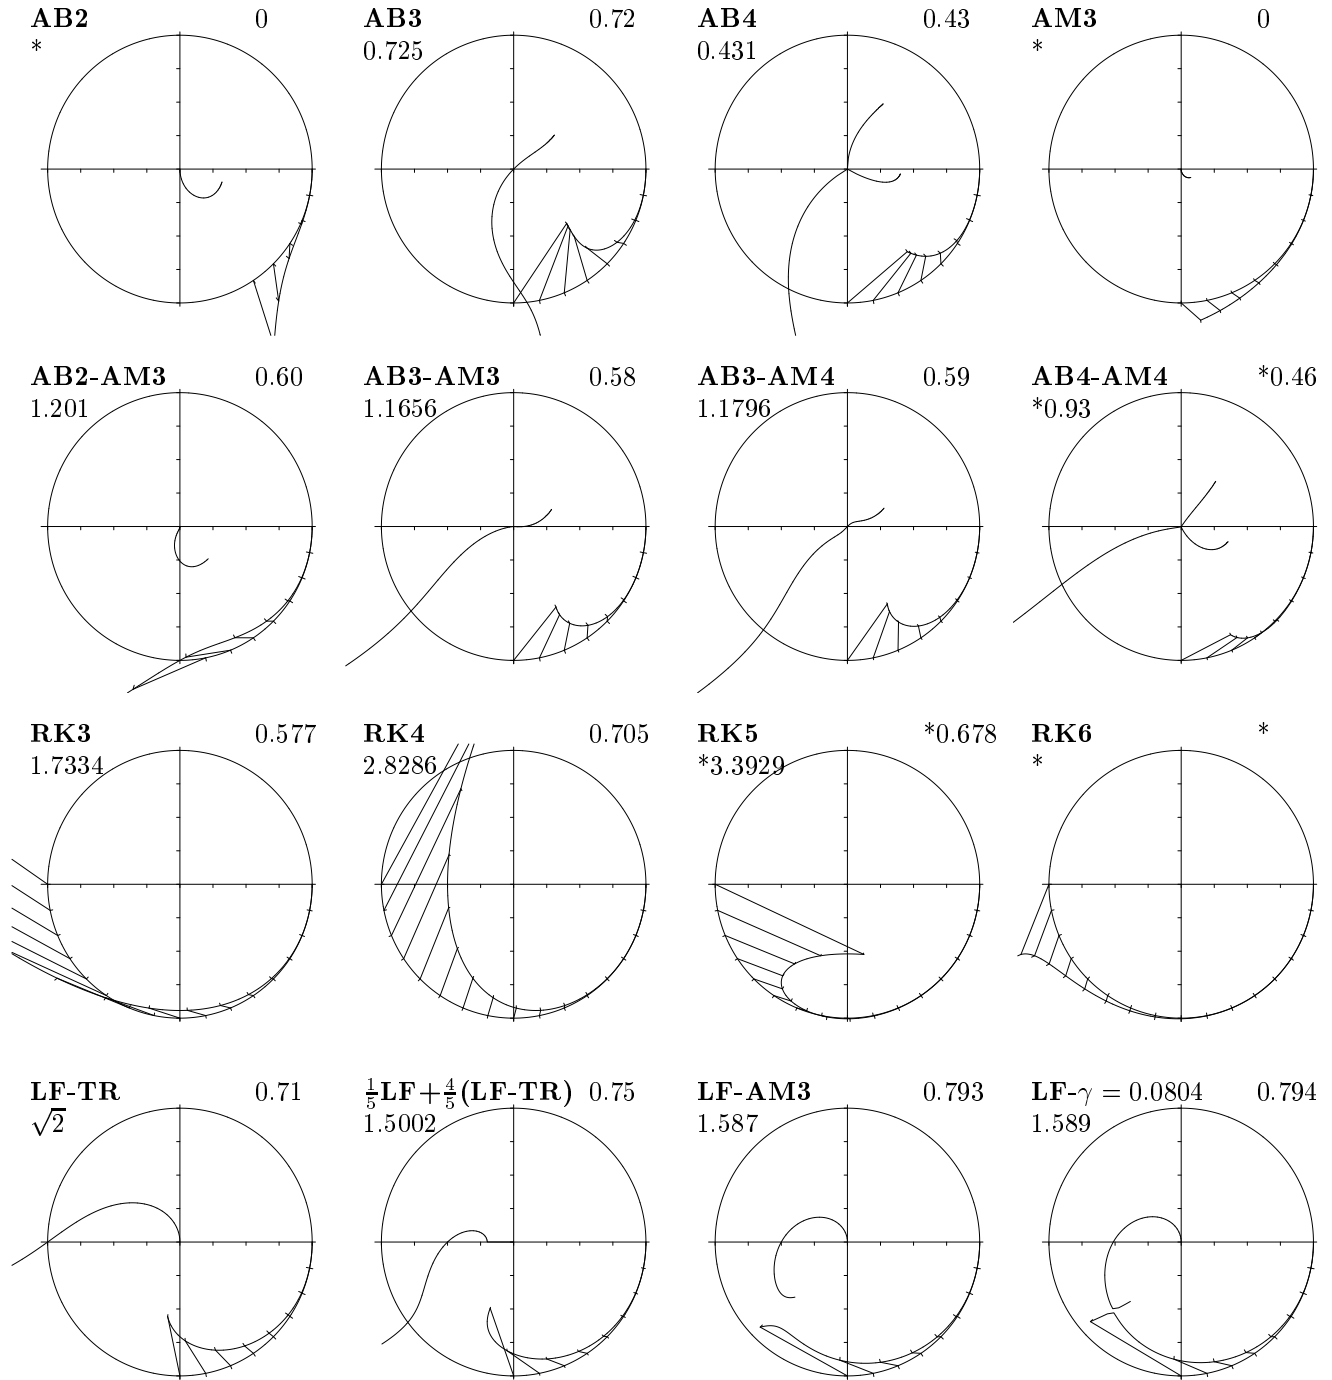 AB2 0 AB3 0.72 AB4 0.43 AM3 0
* 0.725 0.431 *
AB2-AM3 0.60 AB3-AM3 0.58 AB3-AM4 0.59 AB4-AM4 *0.46
1.201 1.1656 1.1796 *0.93
RK3 0.577 RK4 0.705 RK5 *0.678 RK6 *
1.7334 2.8286 *3.3929 *
LF-TR 0.71 1/5LF+4/5(LF-TR) 0.75 LF-AM3 0.793 LF-γ = 0.0804 0.794
√2 1.5002 1.587 1.589